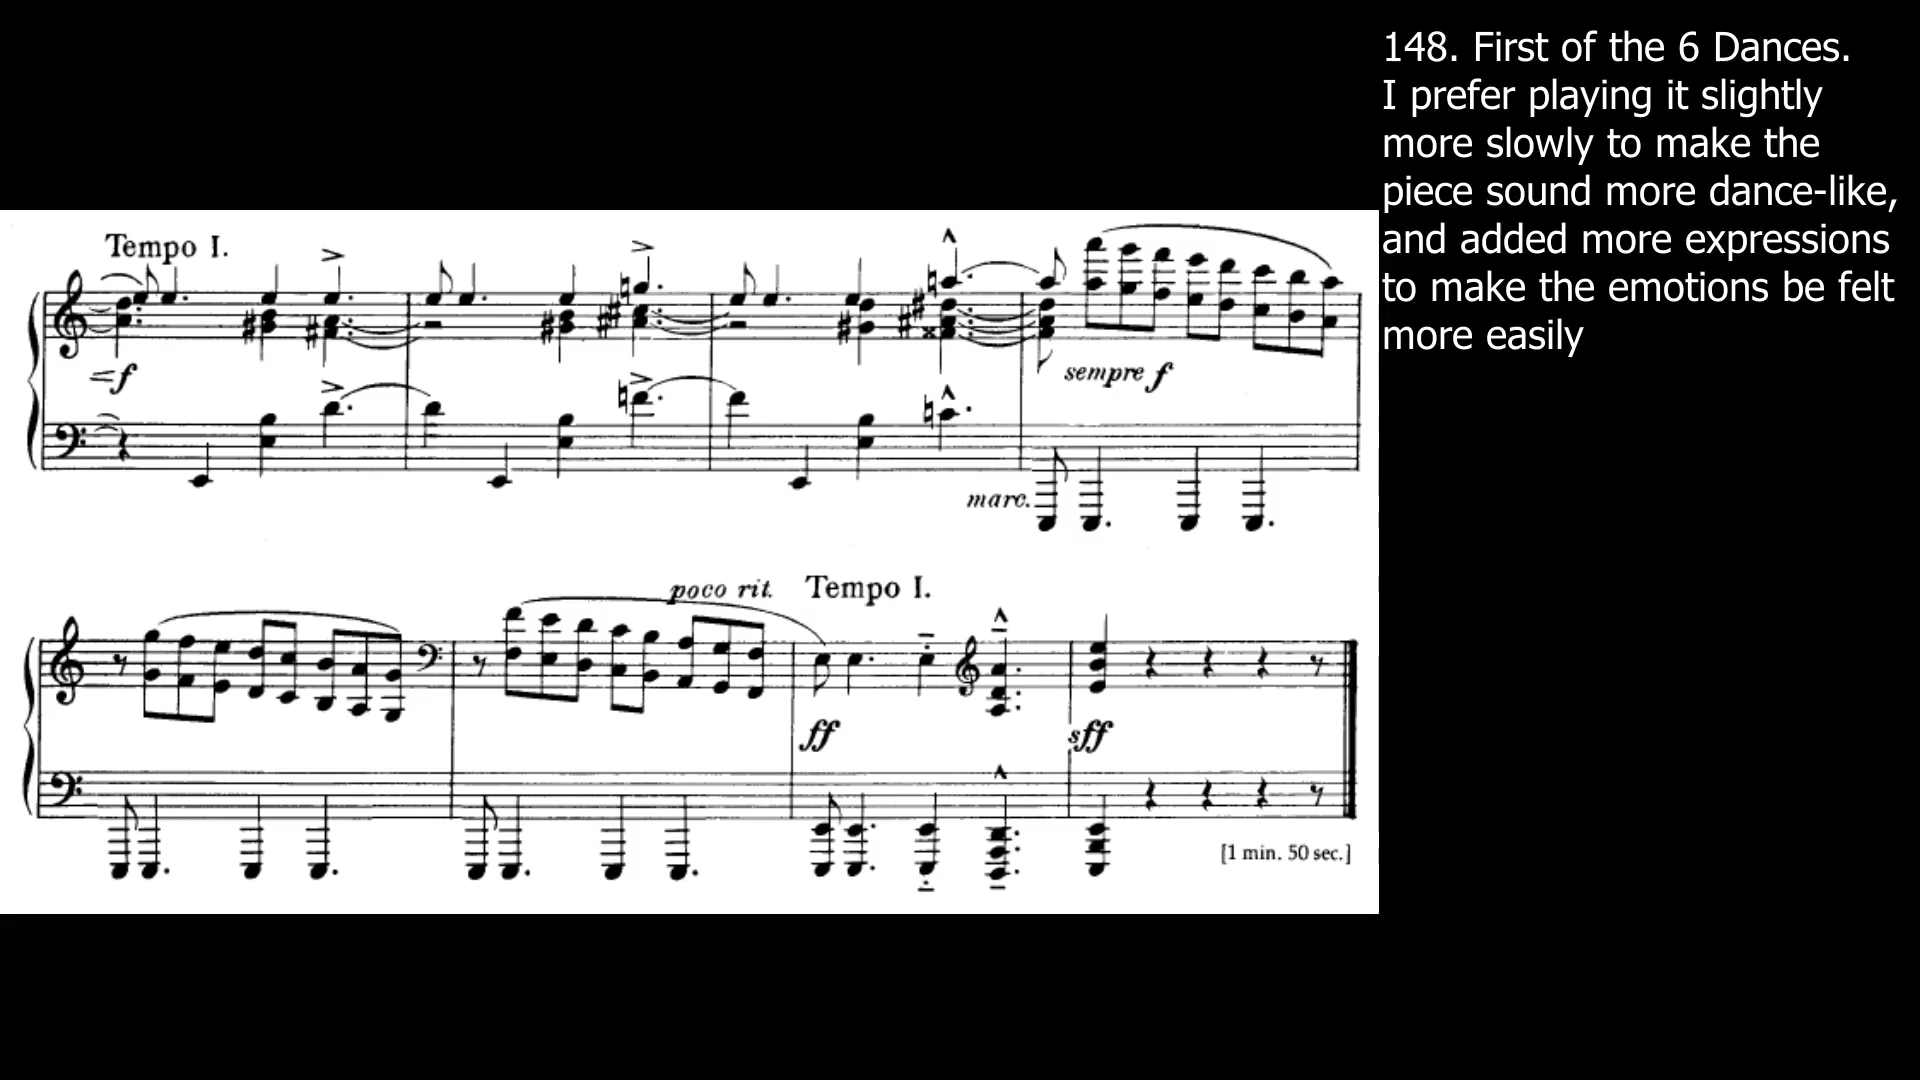 148. First of the 6 Dances.
I prefer playing it slightly
more slowly to make the
piece sound more dance-like,
and added more expressions
to make the emotions be felt
more easily
Tempo I.
f
sempre f
marc.
poco rit. Tempo I.
ff
sff
[1 min. 50 sec.]